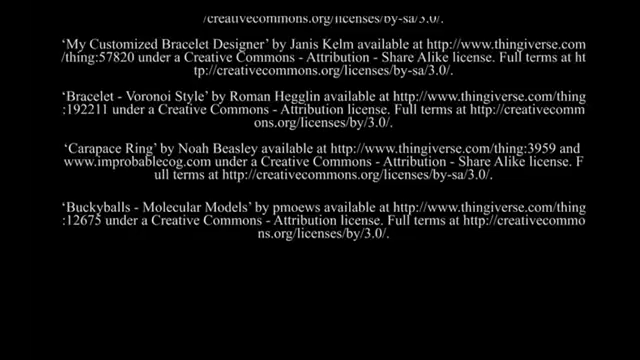 /creativecommons.org/licenses/by-sa/3.0/.
‘My Customized Bracelet Designer’ by Janis Kelm available at http://www.thingiverse.com
/thing:57820 under a Creative Commons - Attribution - Share Alike license. Full terms at ht
tp://creativecommons.org/licenses/by-sa/3.0/.
‘Bracelet - Voronoi Style’ by Roman Hegglin available at http://www.thingiverse.com/thing
:192211 under a Creative Commons - Attribution license. Full terms at http://creativecomm
ons.org/licenses/by/3.0/.
‘Carapace Ring’ by Noah Beasley available at http://www.thingiverse.com/thing:3959 and
www.improbablecog.com under a Creative Commons - Attribution - Share Alike license. F
ull terms at http://creativecommons.org/licenses/by-sa/3.0/.
‘Buckyballs - Molecular Models’ by pmoews available at http://www.thingiverse.com/thing
:12675 under a Creative Commons - Attribution license. Full terms at http://creativecommo
ns.org/licenses/by/3.0/.